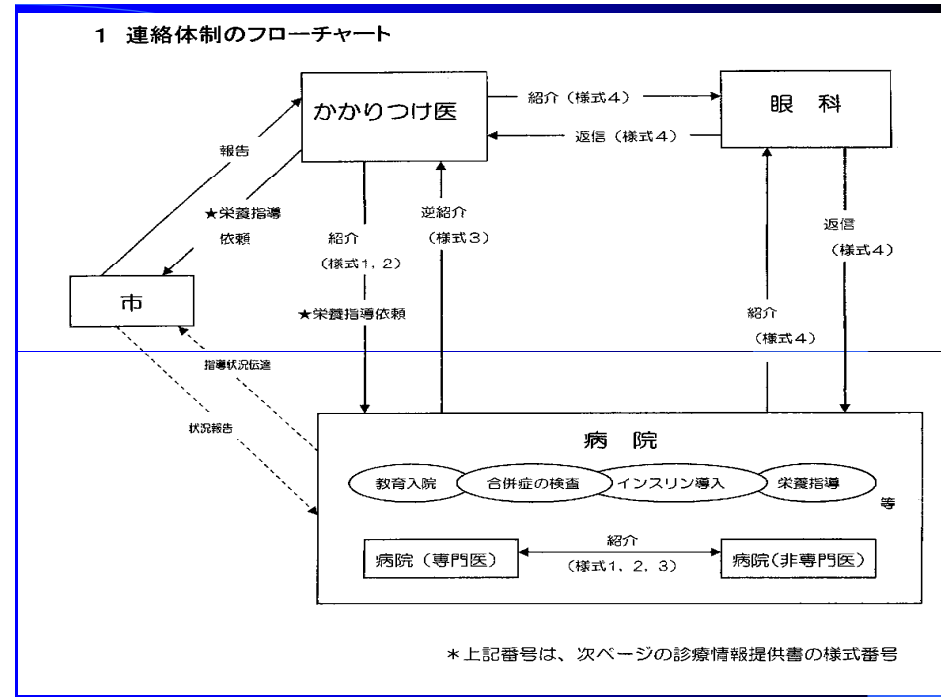 1 連絡体制のフローチャート
かかりつけ医
眼 科
紹介（様式４）
返信（様式４）
報告
★栄養指導
依頼
紹介
（様式1，2）
★栄養指導依頼
逆紹介
（様式３）
返信
（様式４）
市
紹介
（様式４）
指導状況伝達
状況報告
病 院
教育入院
合併症の検査
インスリン導入
栄養指導
等
病院（専門医）
紹介
（様式1、2、3）
病院(非専門医)
＊上記番号は、次ページの診療情報提供書の様式番号